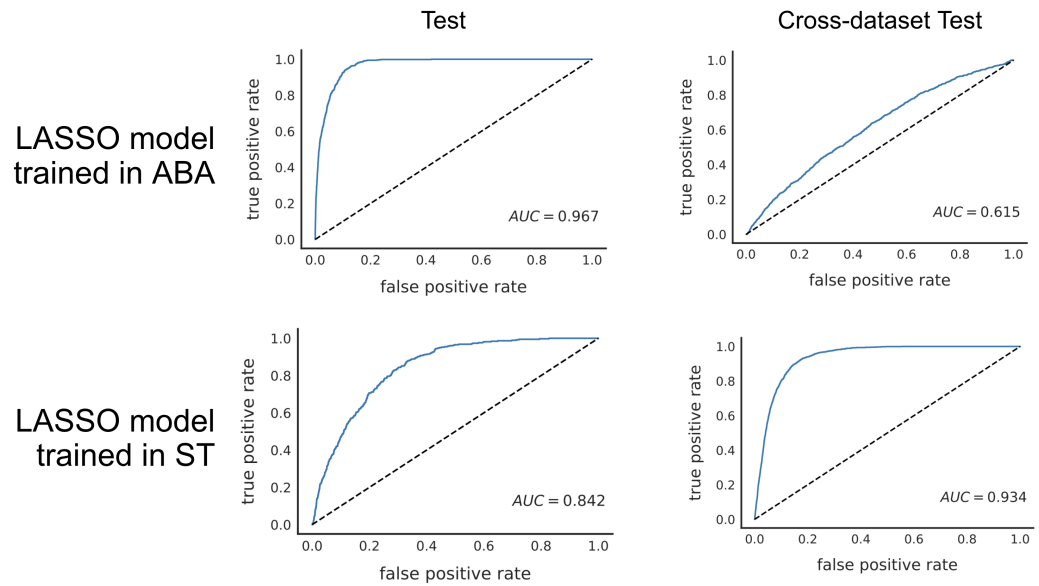 Test
Cross-dataset Test
LASSO model
trained in ABA
true positive rate
1.0
0.8
0.6
0.4
0.2
0.0
AUC = 0.967
0.0 0.2 0.4 0.6 0.8 1.0
false positive rate
true positive rate
1.0
0.8
0.6
0.4
0.2
0.0
AUC = 0.615
0.0 0.2 0.4 0.6 0.8 1.0
false positive rate
LASSO model
trained in ST
true positive rate
1.0
0.8
0.6
0.4
0.2
0.0
AUC = 0.842
0.0 0.2 0.4 0.6 0.8 1.0
false positive rate
true positive rate
1.0
0.8
0.6
0.4
0.2
0.0
AUC = 0.934
0.0 0.2 0.4 0.6 0.8 1.0
false positive rate